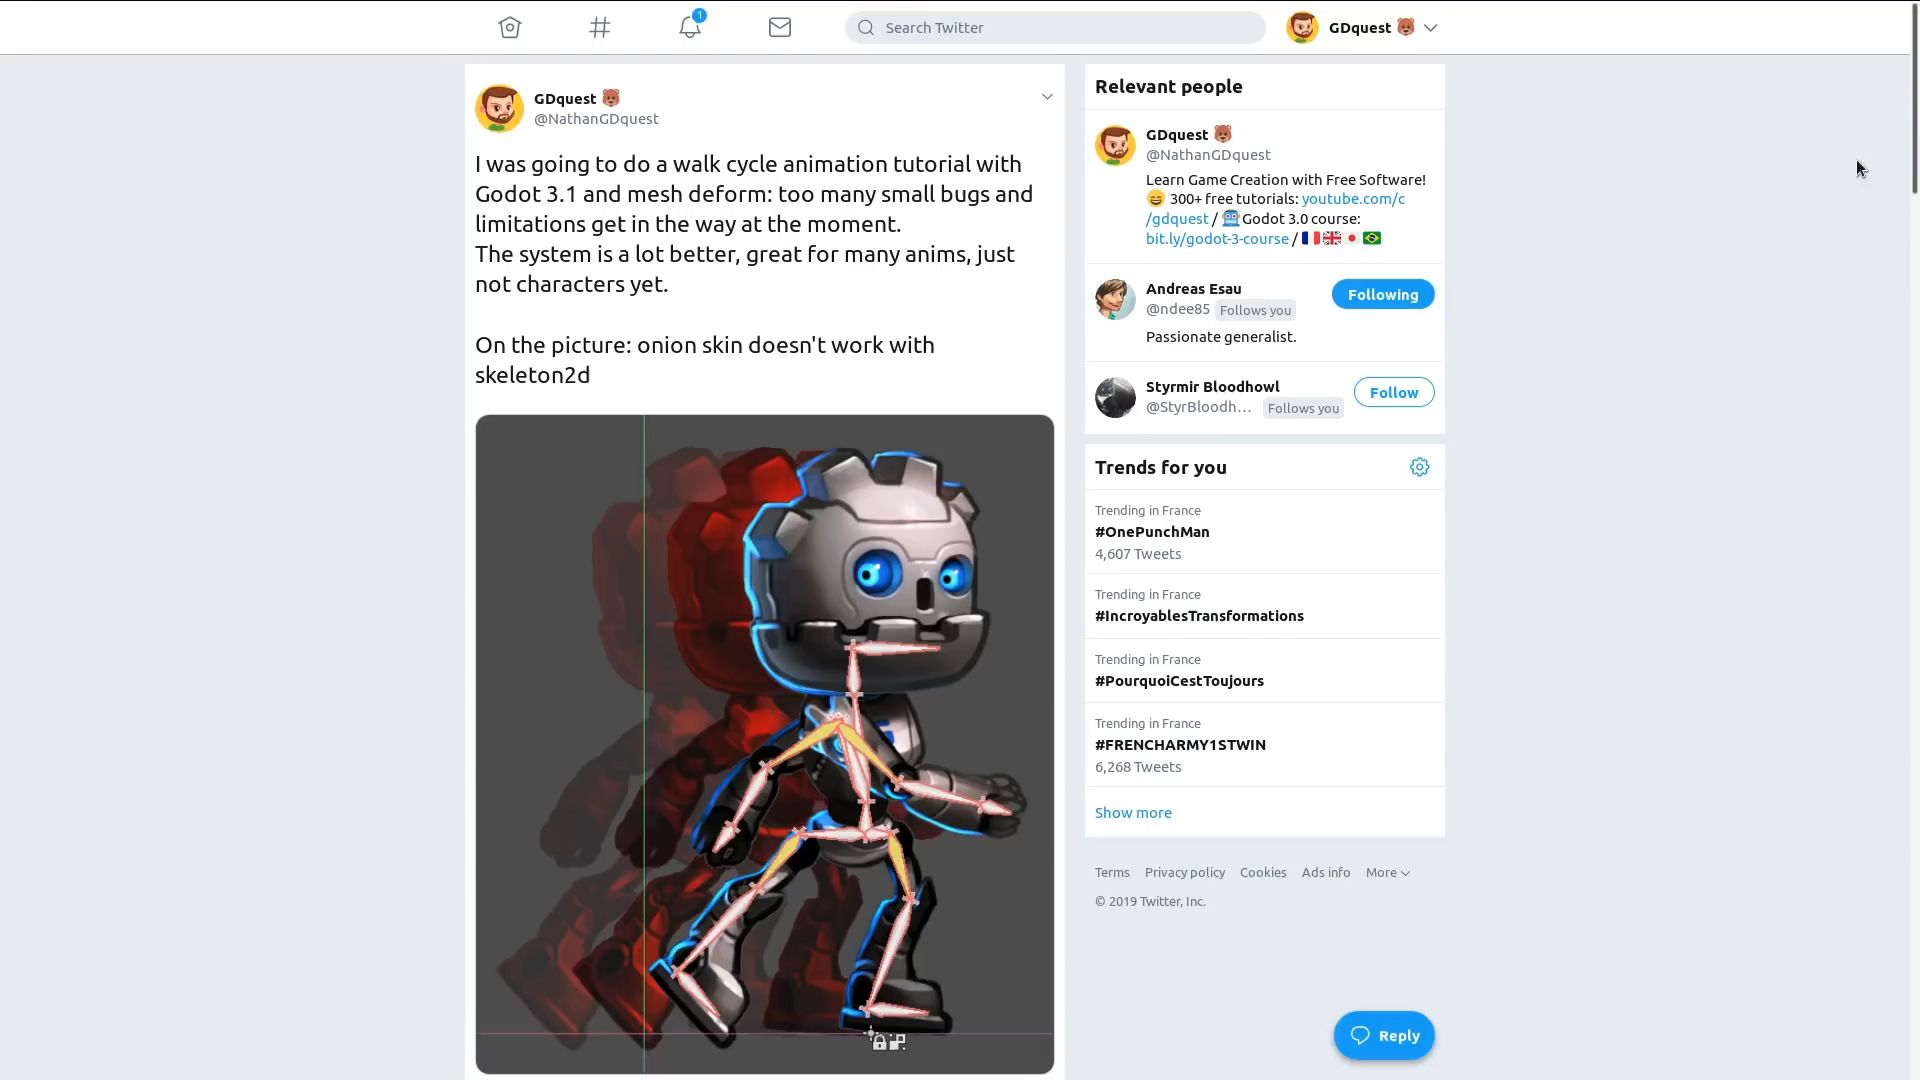 1
Search Twitter
GDquest
GDquest
@NathanGDquest
I was going to do a walk cycle animation tutorial with
Godot 3.1 and mesh deform: too many small bugs and
limitations get in the way at the moment.
The system is a lot better, great for many anims, just
not characters yet.
On the picture: onion skin doesn't work with
skeleton2d
Relevant people
GDquest
@NathanGDquest
Learn Game Creation with Free Software!
300+ free tutorials: youtube.com/c
/gdquest / Godot 3.0 course:
bit.ly/godot-3-course /
Andreas Esau
@ndee85 Follows you
Following
Passionate generalist.
Styrmir Bloodhowl
@StyrBloodh… Follows you
Follow
Trends for you
Trending in France
#OnePunchMan
4,607 Tweets
Trending in France
#IncroyablesTransformations
Trending in France
#PourquoiCestToujours
Trending in France
#FRENCHARMY1STWIN
6,268 Tweets
Show more
Terms Privacy policy Cookies Ads info More
© 2019 Twitter, Inc.
Reply